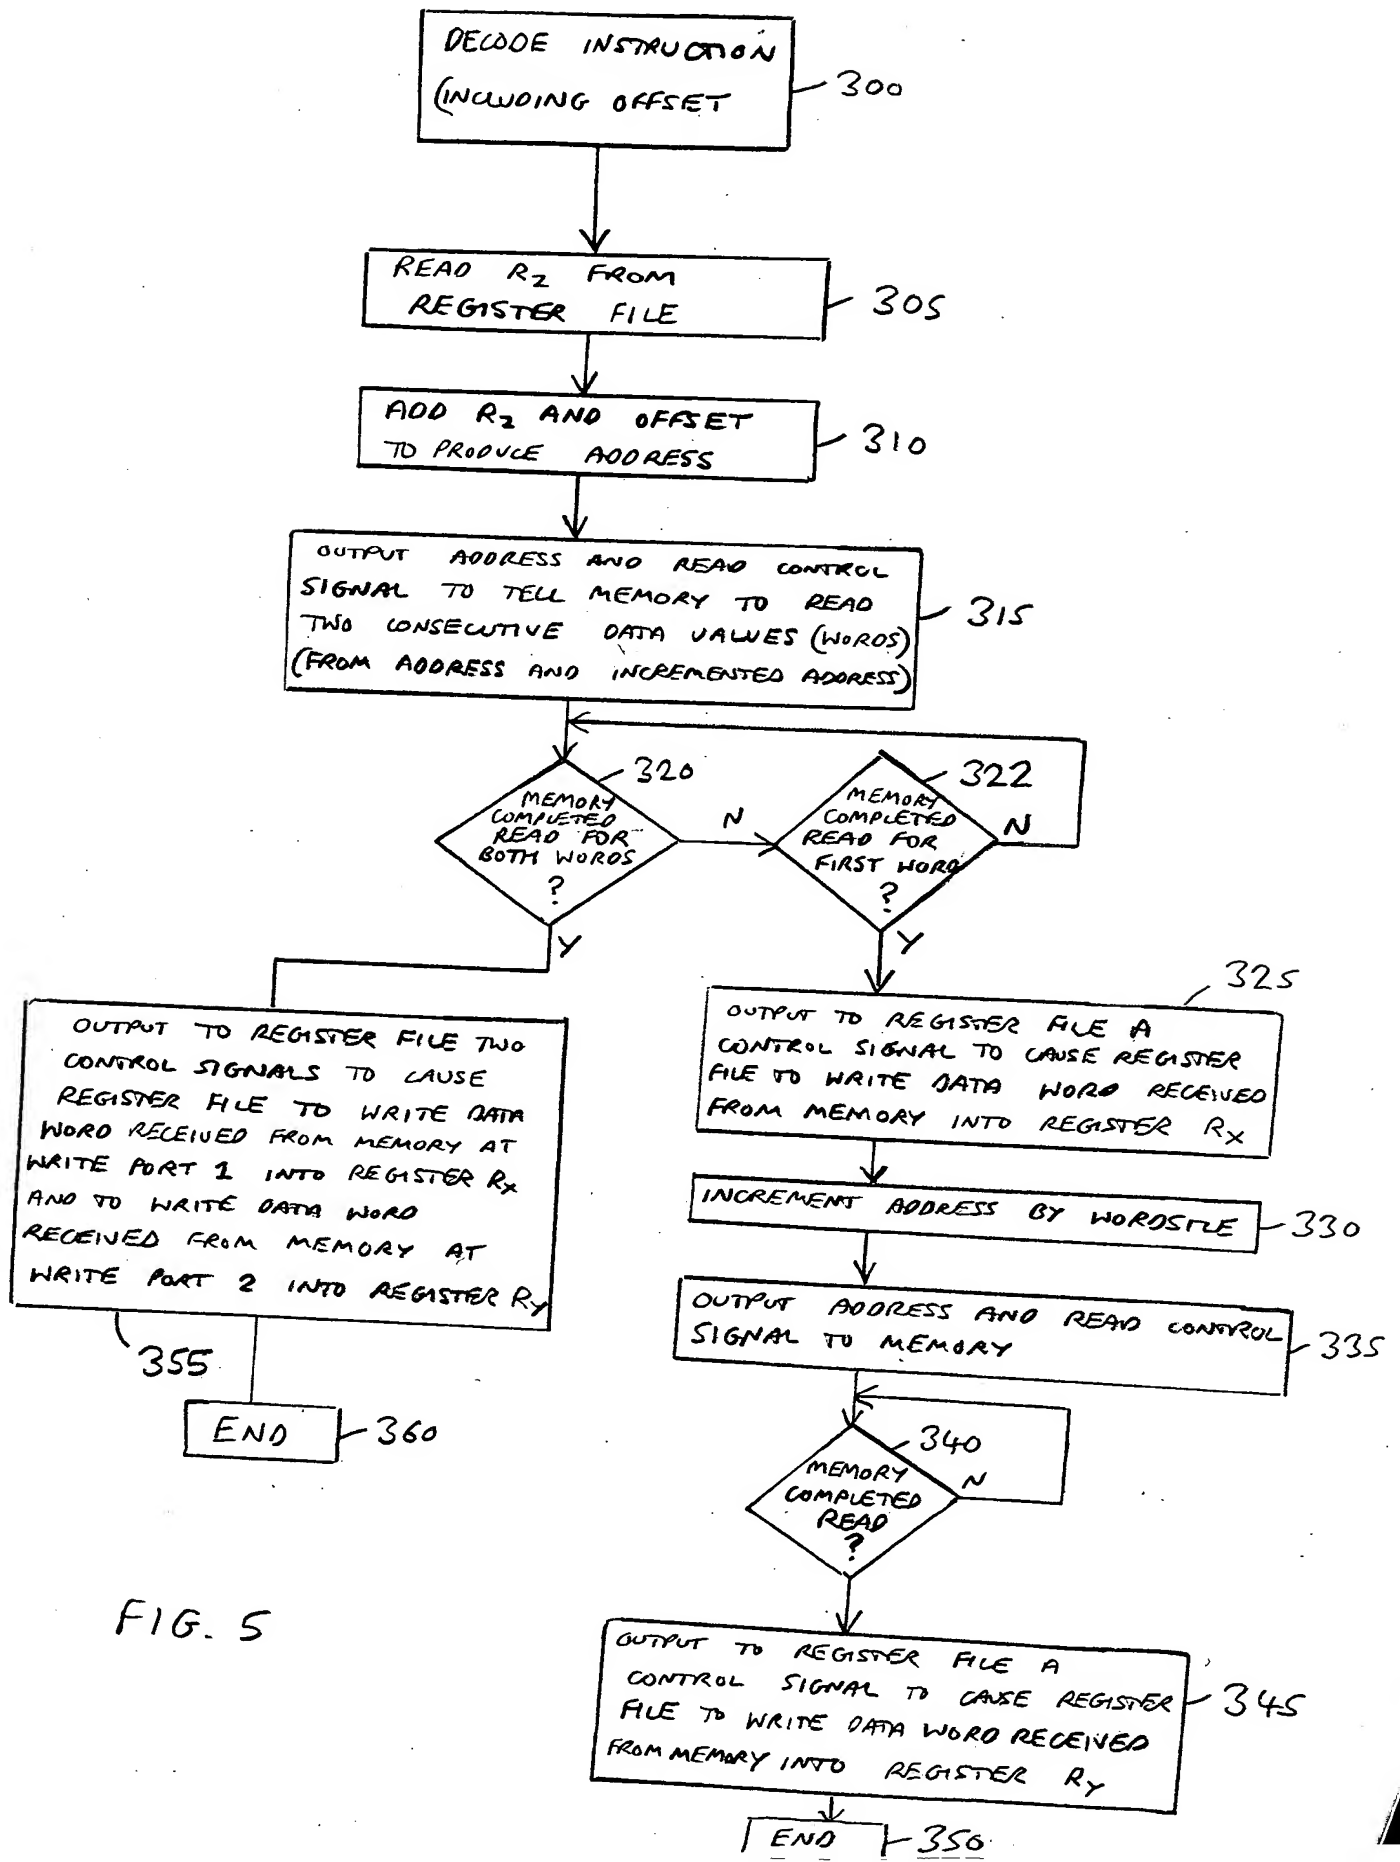 DECODE INSTRUCTION
(INCLUDING OFFSET
300
READ Rz FROM
REGISTER FILE
305
ADD Rz AND OFFSET
TO PRODUCE ADDRESS
310
OUTPUT ADDRESS AND READ CONTROL
SIGNAL TO TELL MEMORY TO READ
TWO CONSECUTIVE DATA VALUES (WORDS)
(FROM ADDRESS AND INCREMENTED ADDRESS)
315
320
MEMORY
COMPLETED
READ FOR
BOTH WORDS
?
N
Y
322
MEMORY
COMPLETED
READ FOR
FIRST WORD
?
N
Y
OUTPUT TO REGISTER FILE TWO
CONTROL SIGNALS TO CAUSE
REGISTER FILE TO WRITE DATA
WORD RECEIVED FROM MEMORY AT
WRITE PORT 1 INTO REGISTER Rx
AND TO WRITE DATA WORD
RECEIVED FROM MEMORY AT
WRITE PORT 2 INTO REGISTER Ry
355
END
360
325
OUTPUT TO REGISTER FILE A
CONTROL SIGNAL TO CAUSE REGISTER
FILE TO WRITE DATA WORD RECEIVED
FROM MEMORY INTO REGISTER Rx
INCREMENT ADDRESS BY WORDSIZE
330
OUTPUT ADDRESS AND READ CONTROL
SIGNAL TO MEMORY
335
340
MEMORY
COMPLETED
READ
?
N
OUTPUT TO REGISTER FILE A
CONTROL SIGNAL TO CAUSE REGISTER
FILE TO WRITE DATA WORD RECEIVED
FROM MEMORY INTO REGISTER Ry
345
END
350
FIG. 5